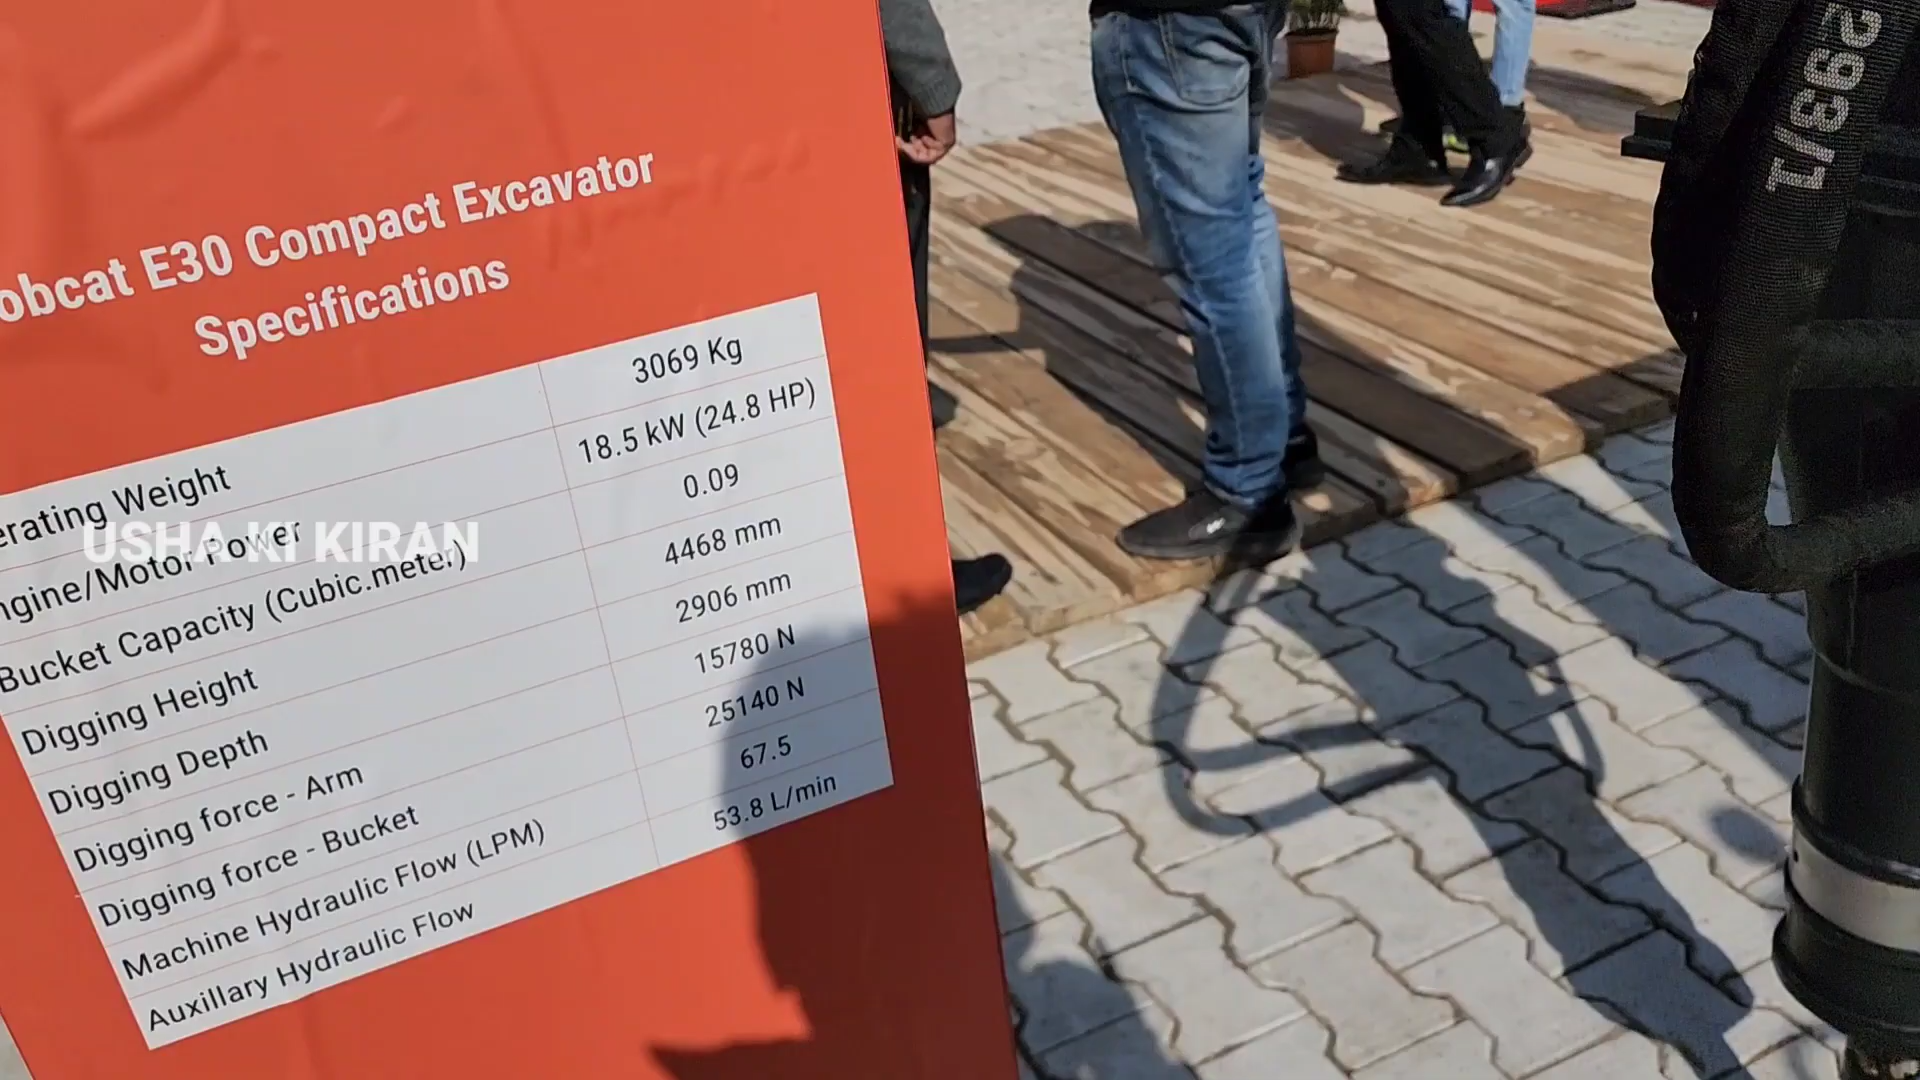 obcat E30 Compact Excavator
Specifications
erating Weight 3069 Kg
ngine/Motor Power 18.5 kW (24.8 HP)
Bucket Capacity (Cubic.meter) 0.09
Digging Height 4468 mm
Digging Depth 2906 mm
Digging force - Arm 15780 N
Digging force - Bucket 25140 N
Machine Hydraulic Flow (LPM) 67.5
Auxillary Hydraulic Flow 53.8 L/min
USHA KI KIRAN
293/1